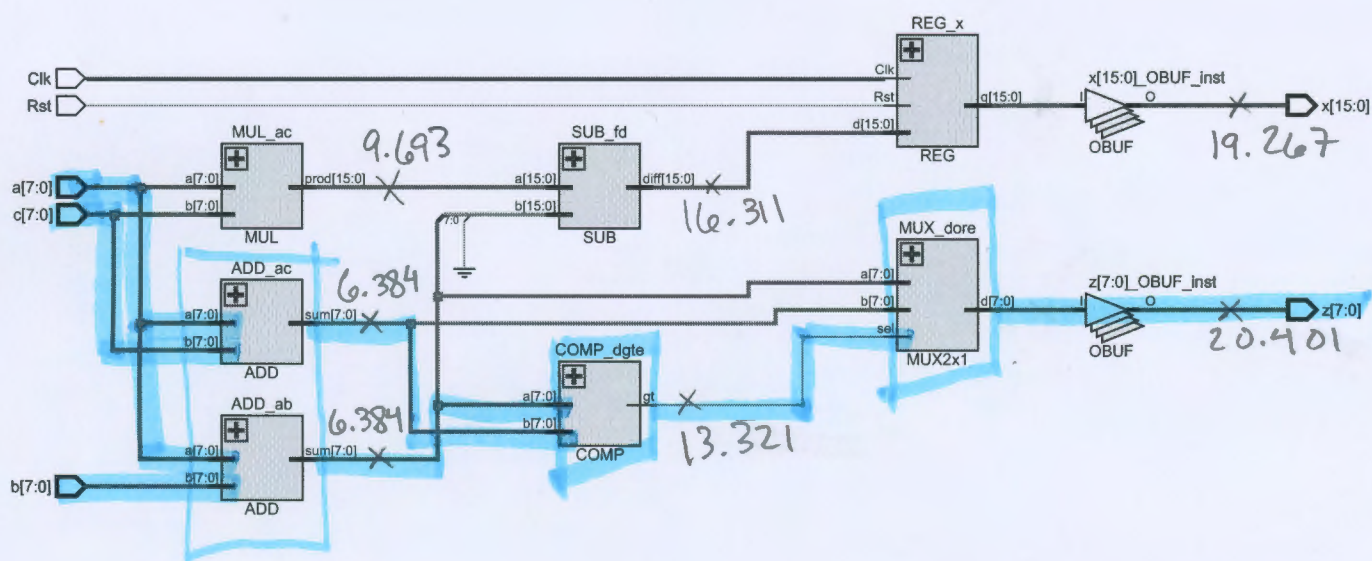 REG_x
Clk
Clk
x[15:0]_OBUF_inst
Rst
Rst
q[15:0]
I
O
x[15:0]
MUL_ac
SUB_fd
d[15:0]
REG
OBUF
19.267
9.693
a[7:0]
a[7:0]
prod[15:0]
a[15:0]
diff[15:0]
c[7:0]
b[7:0]
7:0
b[15:0]
16.311
MUL
SUB
MUX_dore
ADD_ac
6.384
a[7:0]
z[7:0]_OBUF_inst
a[7:0]
sum[7:0]
b[7:0]
d[7:0]
I
O
z[7:0]
b[7:0]
COMP_dgte
sel
MUX2x1
OBUF
20.401
ADD
ADD_ab
6.384
a[7:0]
gt
b[7:0]
13.321
a[7:0]
sum[7:0]
COMP
b[7:0]
b[7:0]
ADD